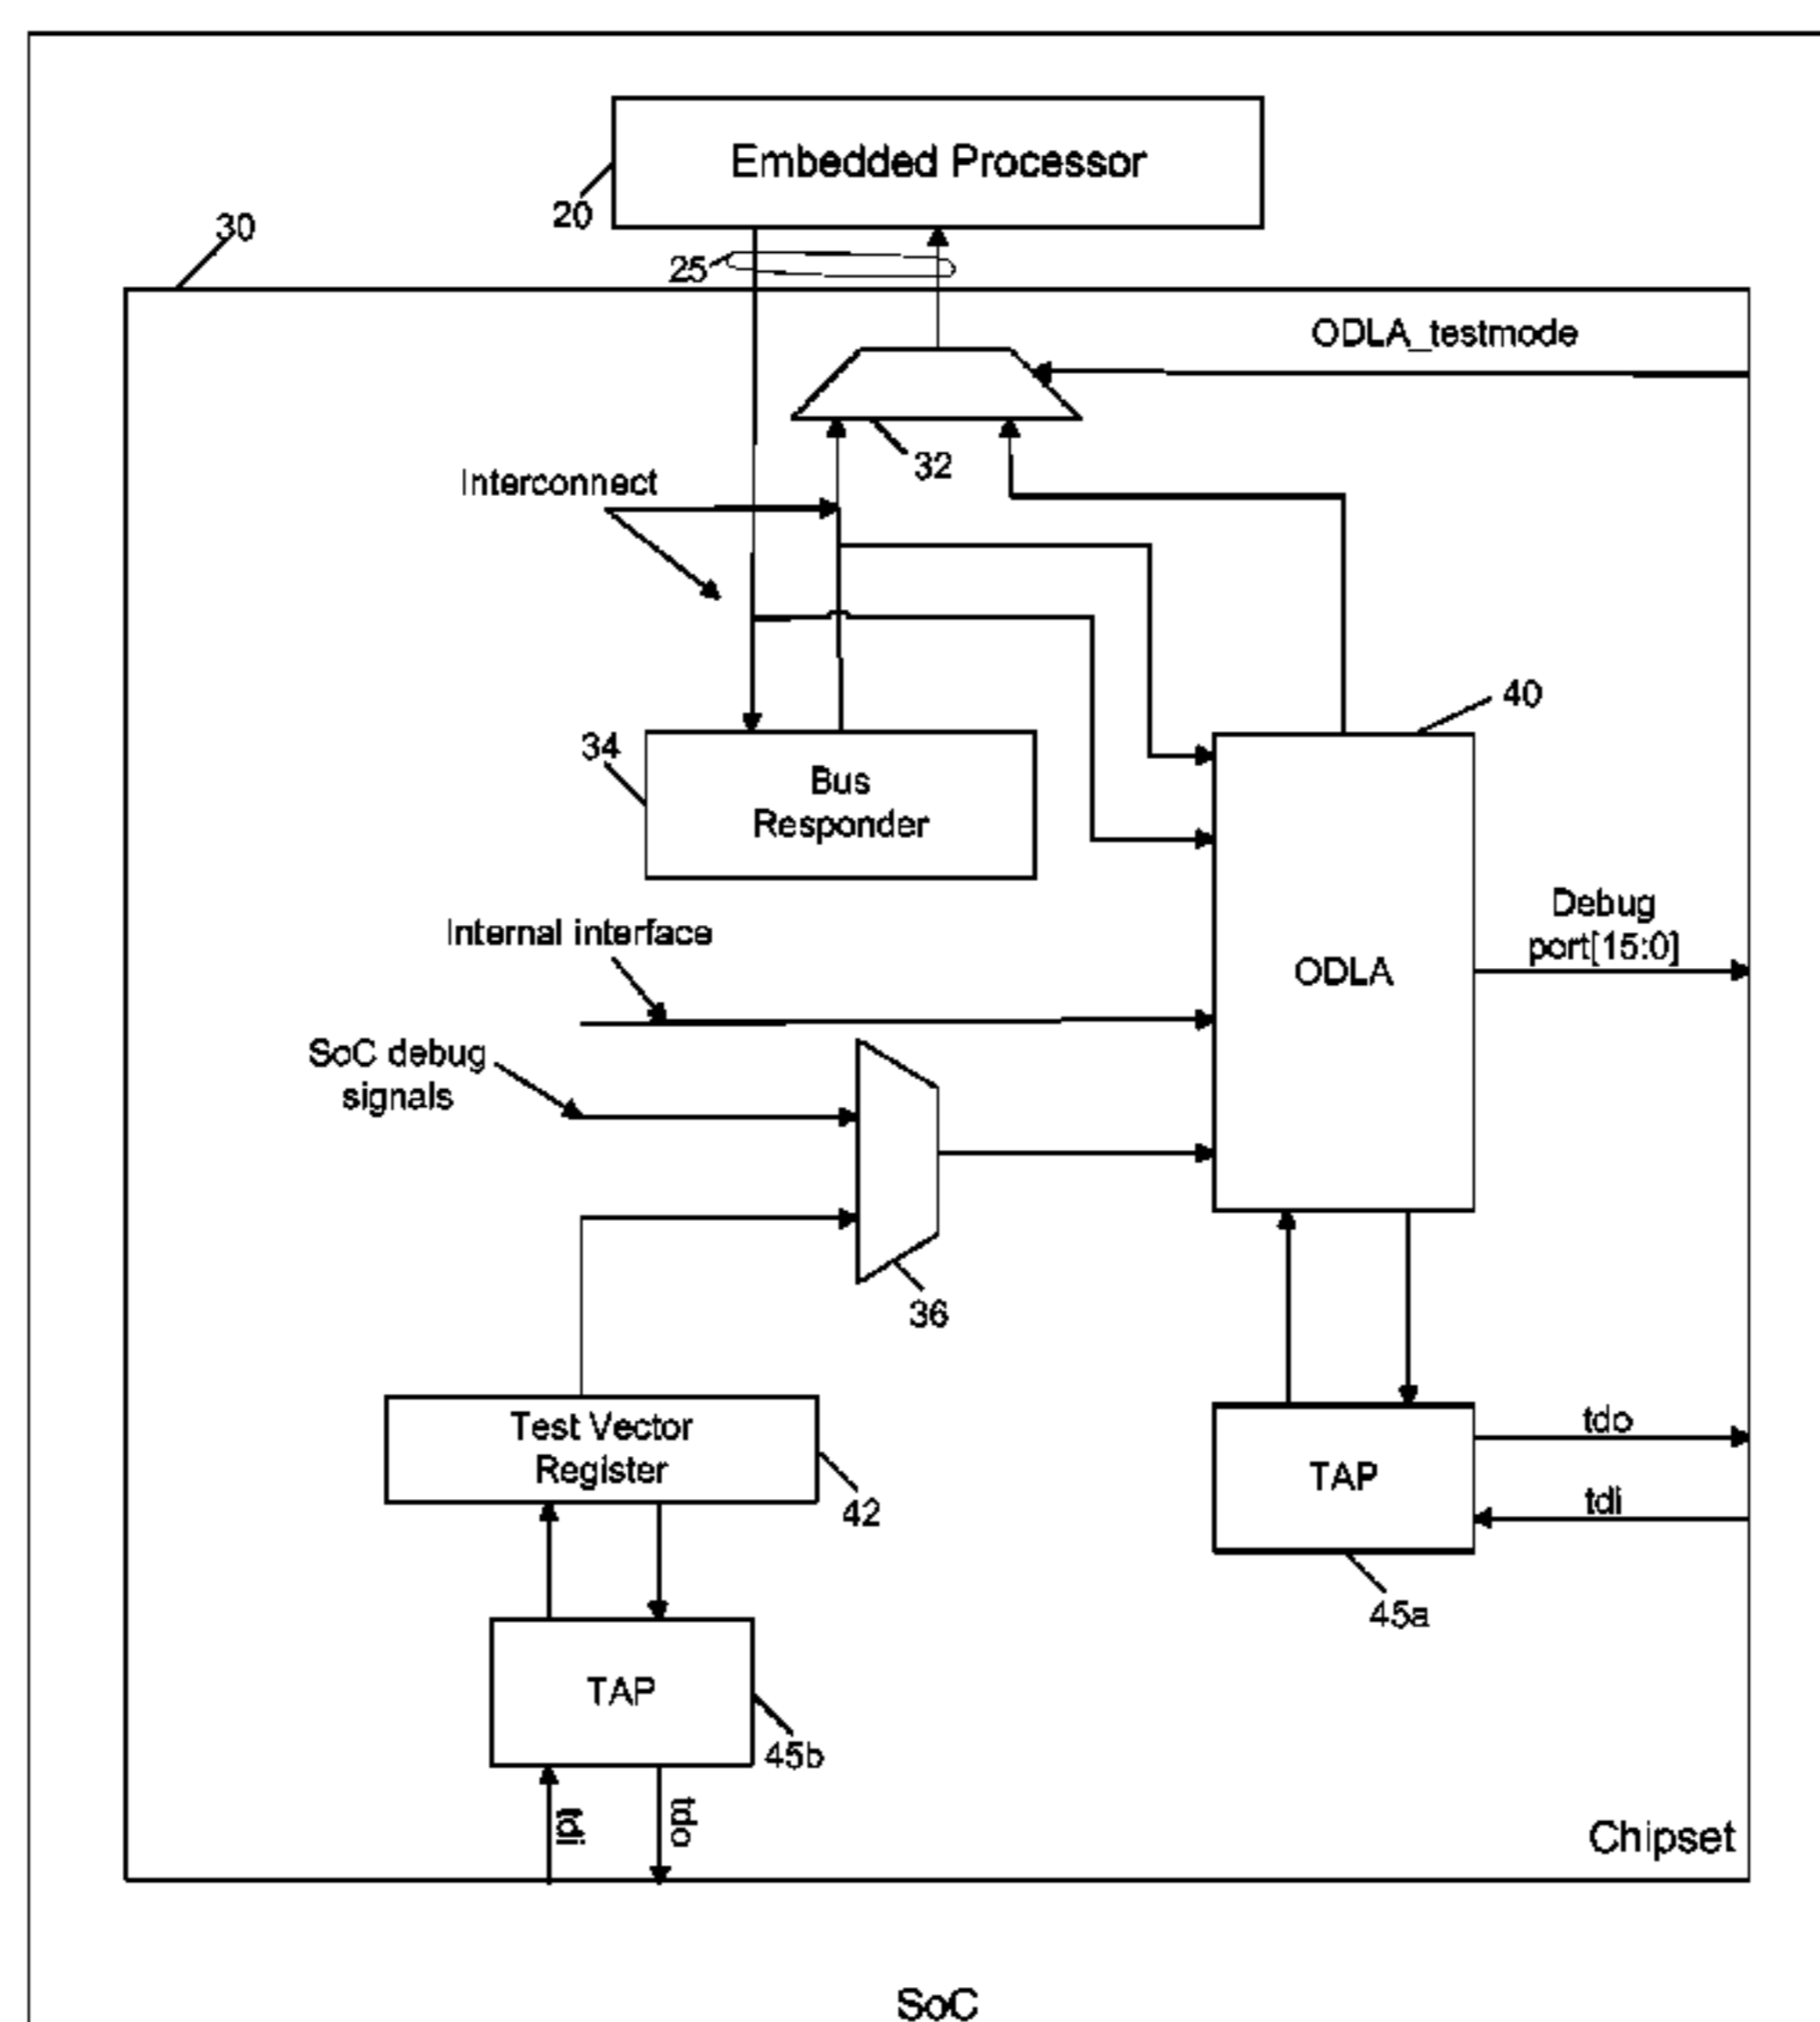 Embedded Processor
20
30
25
ODLA_testmode
32
Interconnect
40
34
Bus
Responder
Debug
port[15:0]
Internal interface
ODLA
SoC debug
signals
36
Test Vector
Register
42
tdo
TAP
tdi
45a
TAP
45b
tdi
tdo
Chipset
SoC